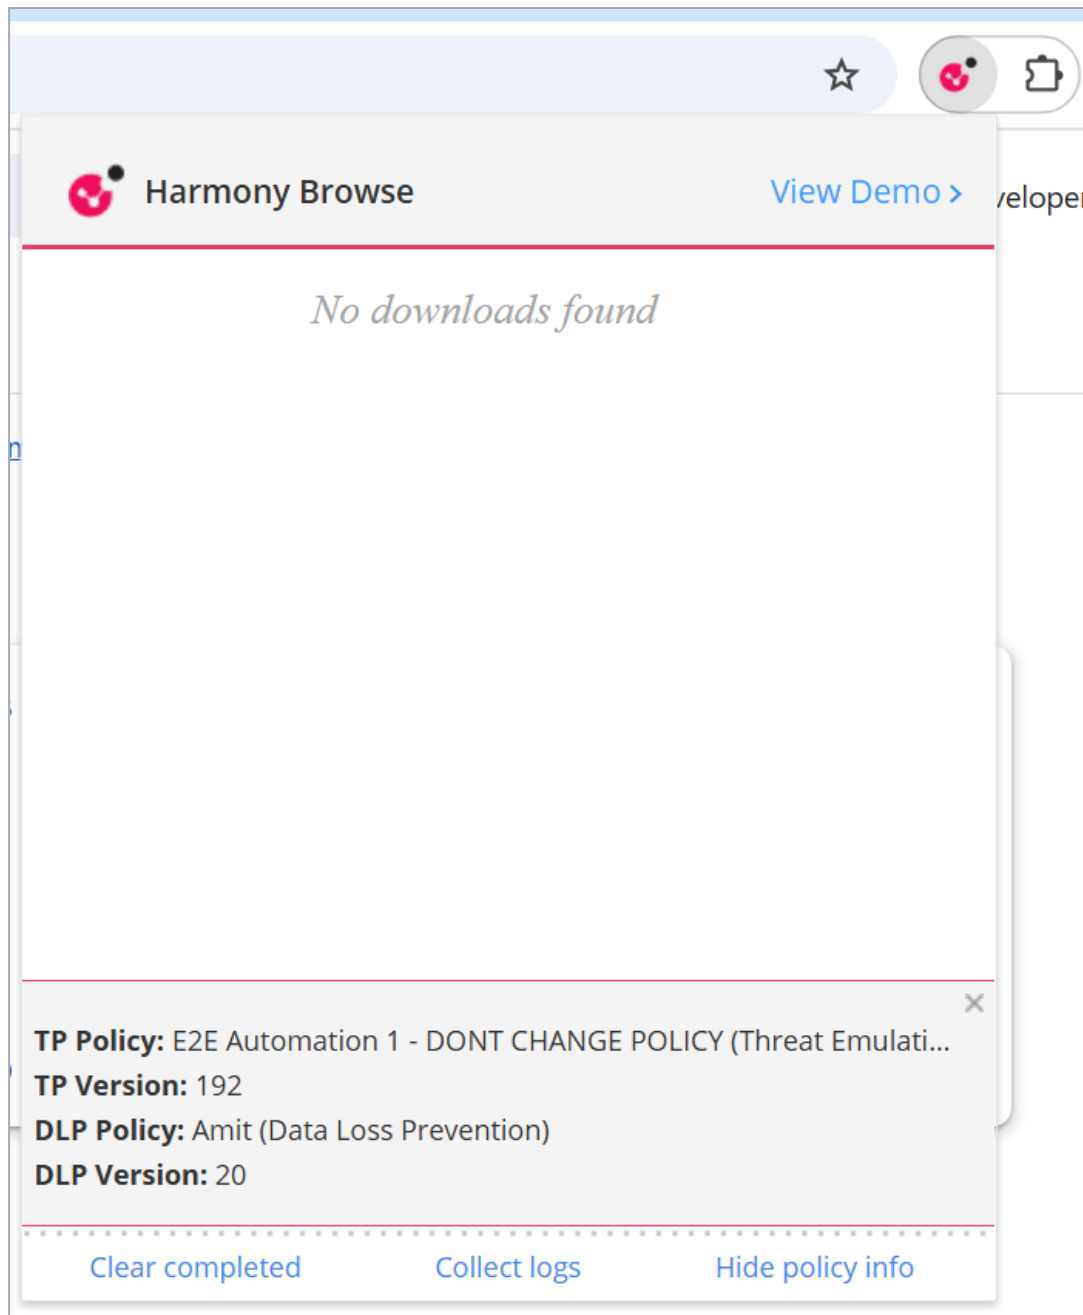 Harmony Browse
View Demo >
veloper
No downloads found
TP Policy: E2E Automation 1 - DONT CHANGE POLICY (Threat Emulati...
TP Version: 192
DLP Policy: Amit (Data Loss Prevention)
DLP Version: 20
Clear completed
Collect logs
Hide policy info